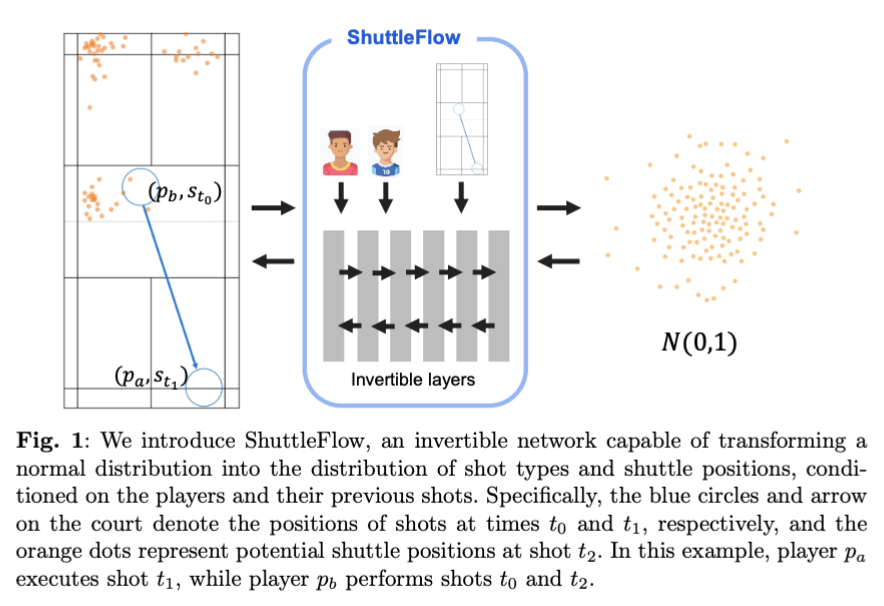 ShuttleFlow
(p_b, s_{t_0})
(p_a, s_{t_1})
Invertible layers
N(0,1)
Fig. 1: We introduce ShuttleFlow, an invertible network capable of transforming a
normal distribution into the distribution of shot types and shuttle positions, condi-
tioned on the players and their previous shots. Specifically, the blue circles and arrow
on the court denote the positions of shots at times t_0 and t_1, respectively, and the
orange dots represent potential shuttle positions at shot t_2. In this example, player p_a
executes shot t_1, while player p_b performs shots t_0 and t_2.